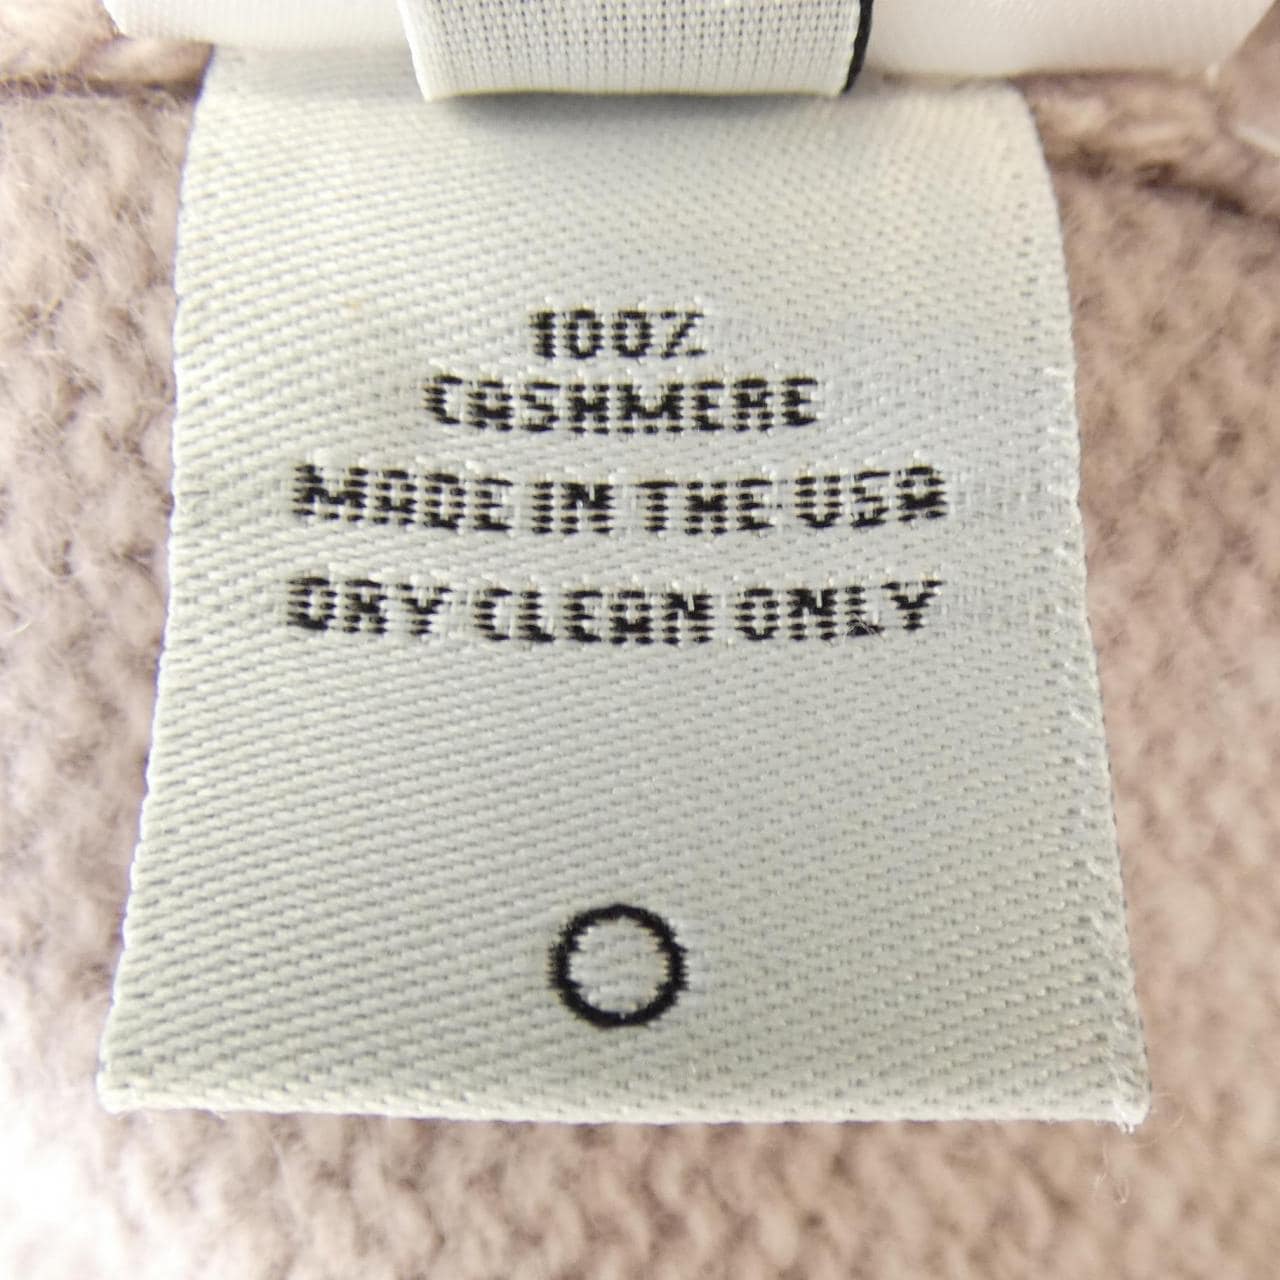 100%
CASHMERE
MADE IN THE USA
DRY CLEAN ONLY